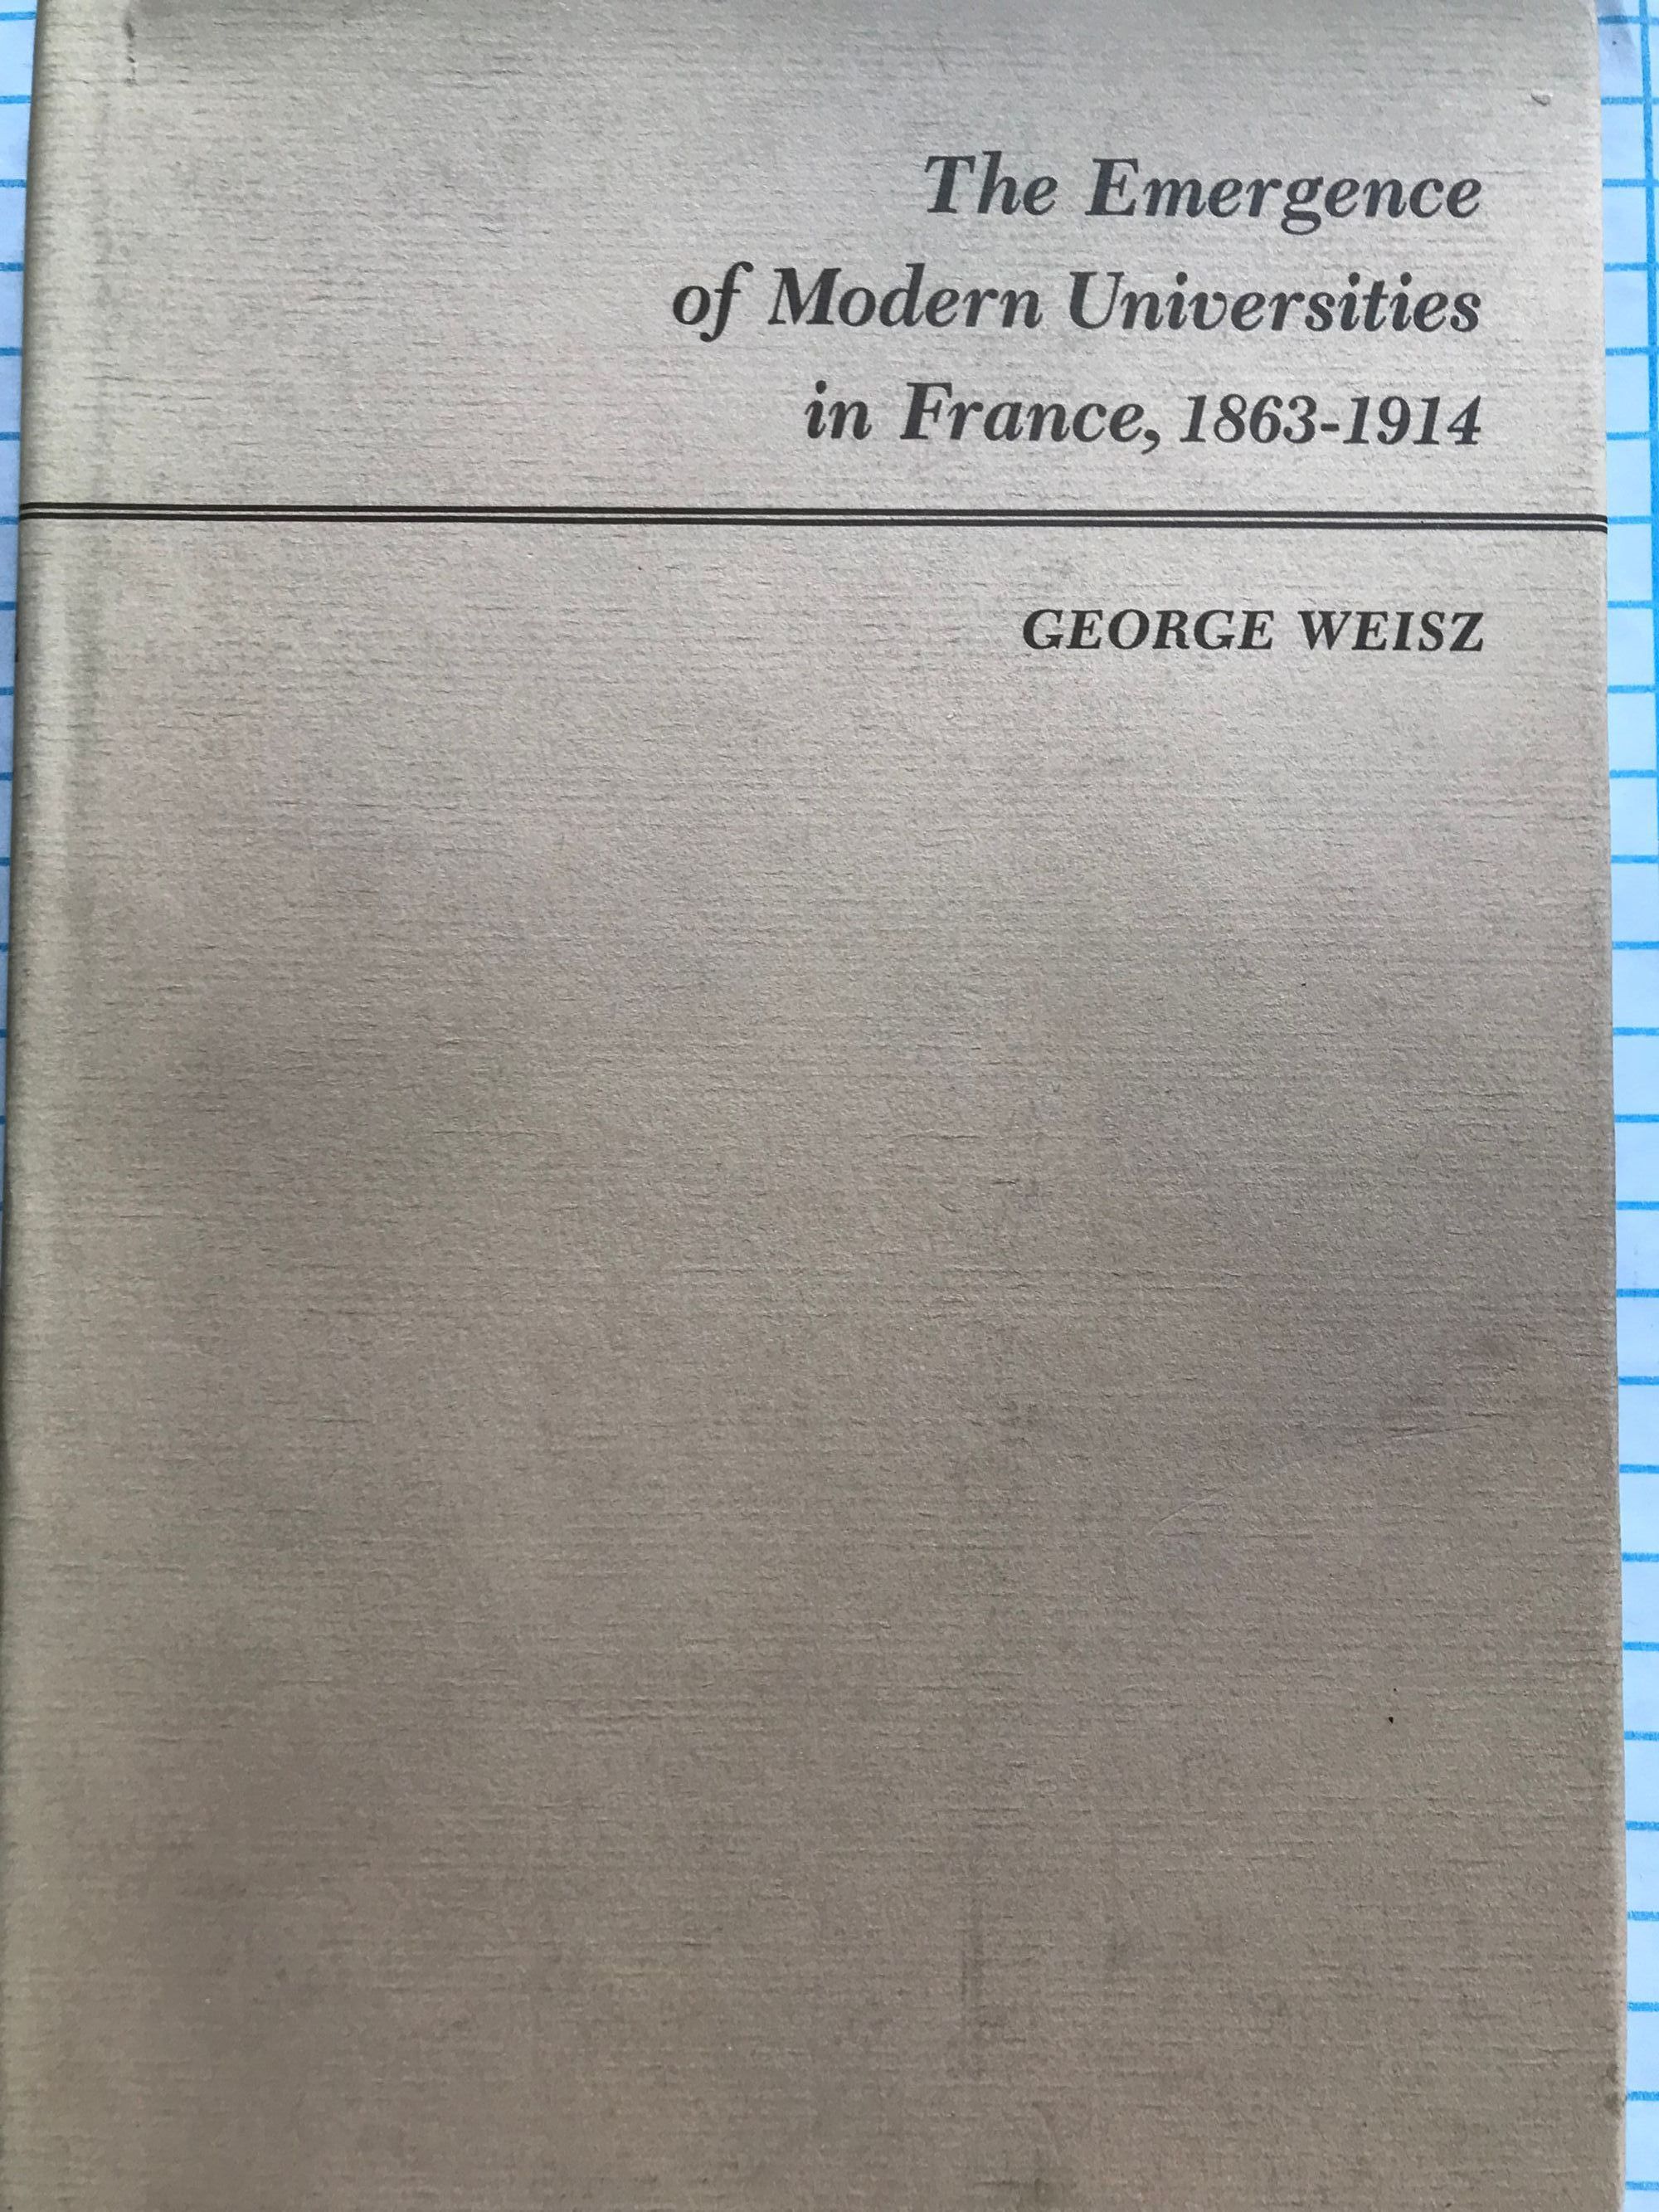 The Emergence
of Modern Universities
in France, 1863-1914
GEORGE WEISZ